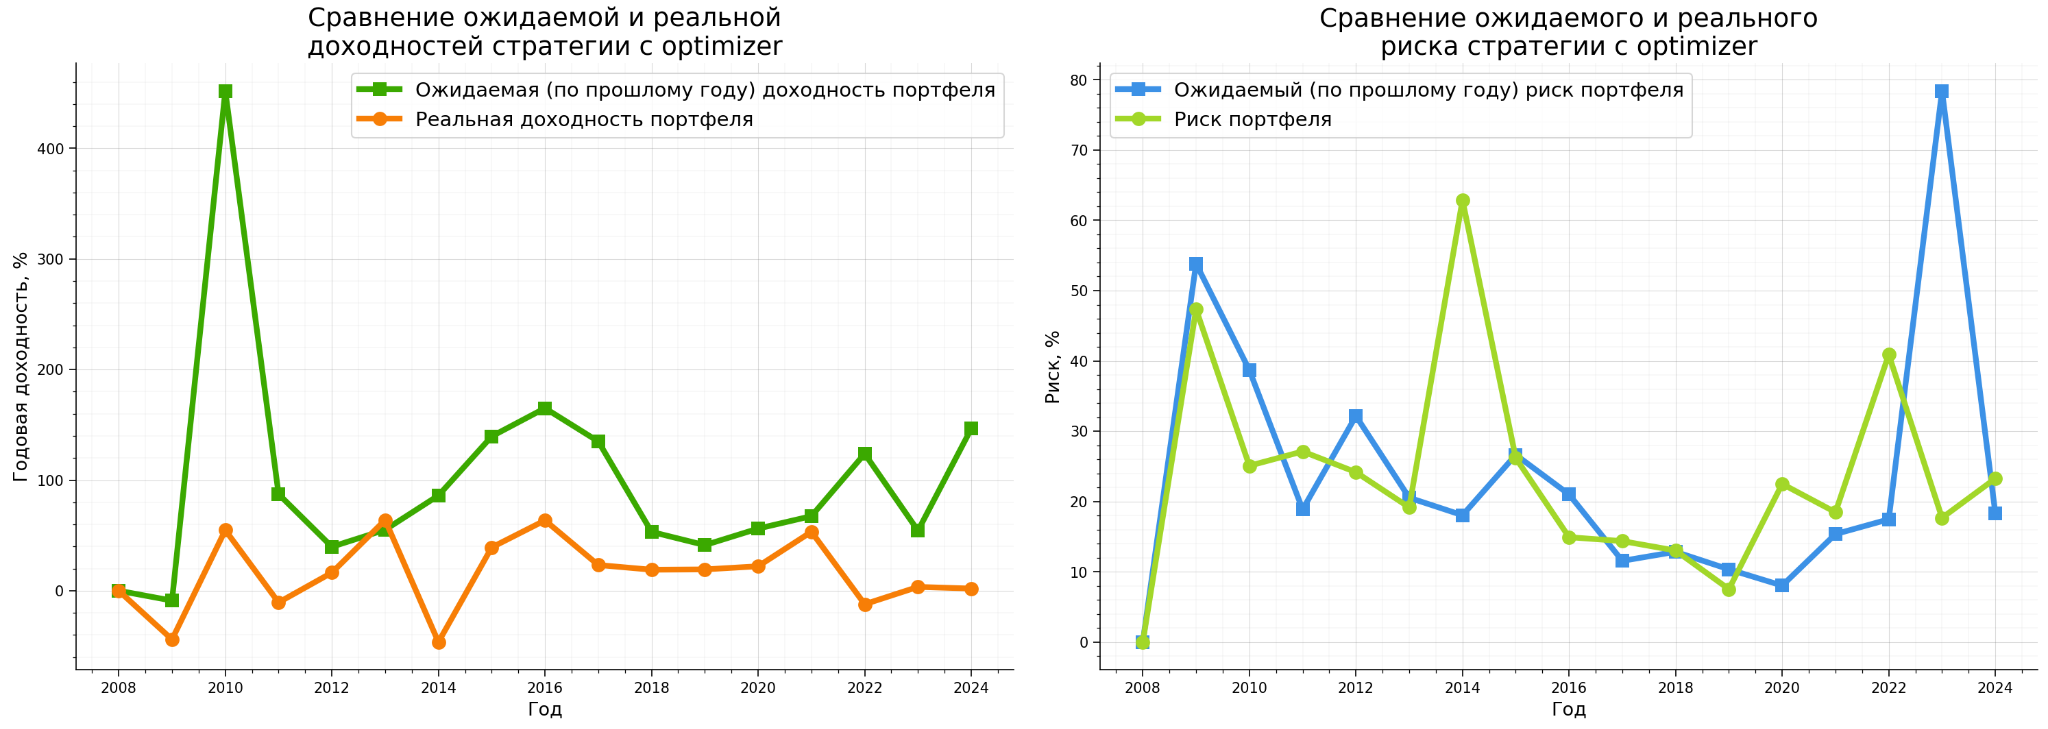 Сравнение ожидаемой и реальной
доходностей стратегии с optimizer
Ожидаемая (по прошлому году) доходность портфеля
Реальная доходность портфеля
Годовая доходность, %
400
300
200
100
0
2008 2010 2012 2014 2016 2018 2020 2022 2024
Год
Сравнение ожидаемого и реального
риска стратегии с optimizer
Ожидаемый (по прошлому году) риск портфеля
Риск портфеля
Риск, %
80
70
60
50
40
30
20
10
0
2008 2010 2012 2014 2016 2018 2020 2022 2024
Год